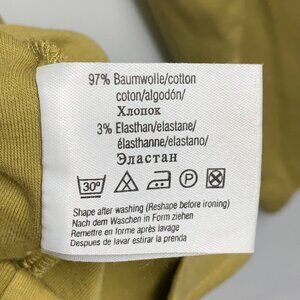 97% Baumwolle/cotton
coton/algodón/
Хлопок
3% Elasthan/elastane/
élasthanne/elastano/
Эластан
30° P
Shape after washing (Reshape before ironing)
Nach dem Waschen in Form ziehen
Remettre en forme après lavage
Despues de lavar estirar la prenda